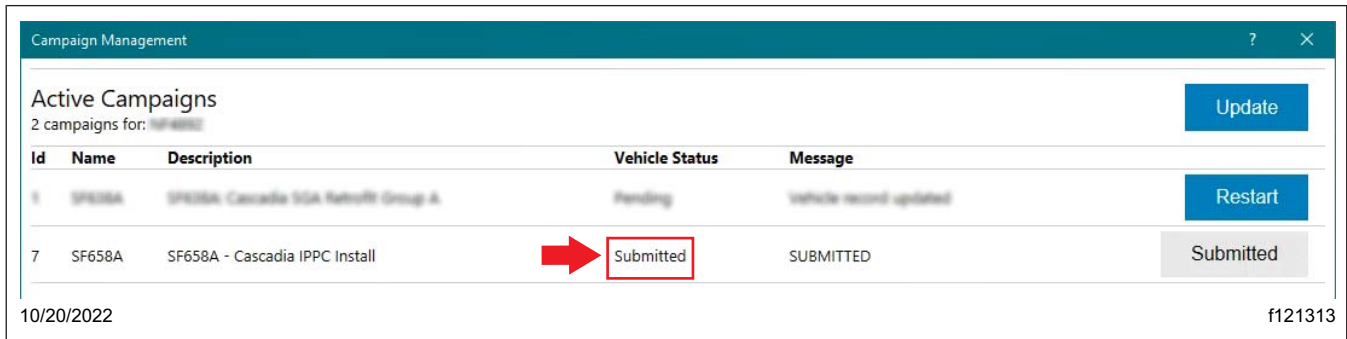 Campaign Management ? ×
Active Campaigns
Update
2 campaigns for:
Id Name Description Vehicle Status Message
Restart
7 SF658A SF658A - Cascadia IPPC Install Submitted SUBMITTED Submitted
10/20/2022 f121313